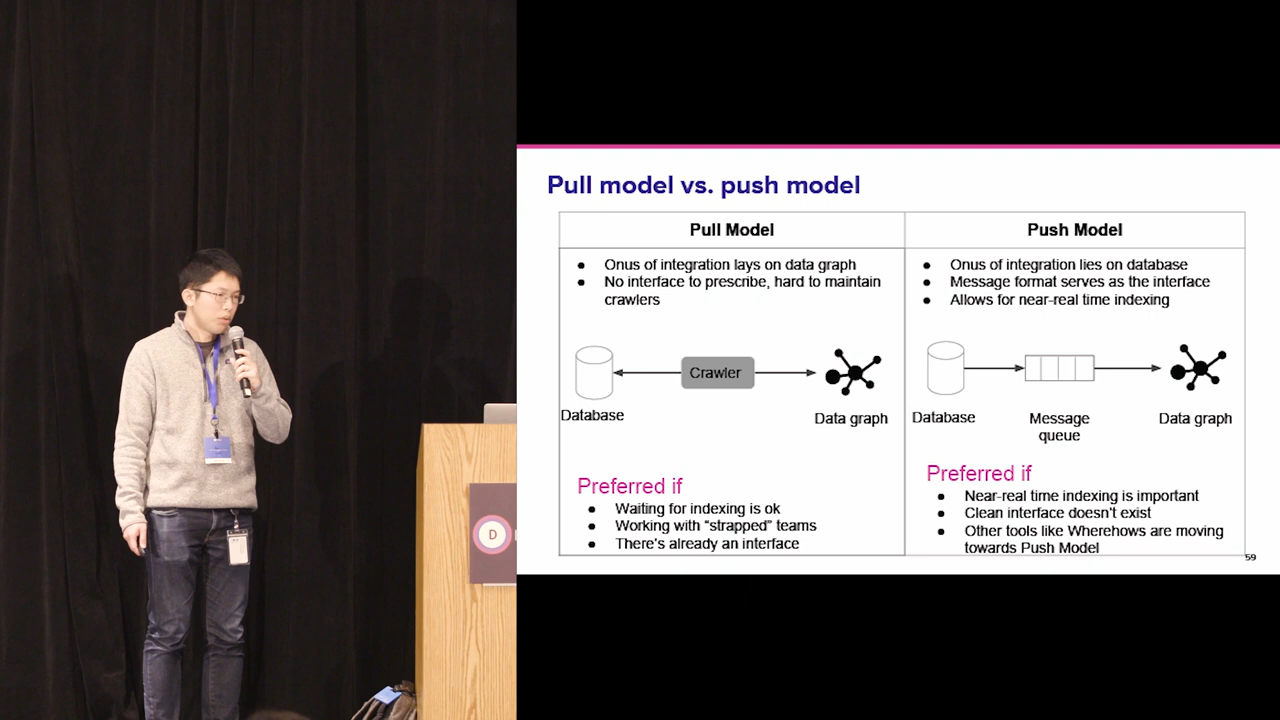 Pull model vs. push model
Pull Model
Push Model
● Onus of integration lays on data graph
● No interface to prescribe, hard to maintain
crawlers
● Onus of integration lies on database
● Message format serves as the interface
● Allows for near-real time indexing
Crawler
Database
Data graph
Database
Message
queue
Data graph
Preferred if
● Waiting for indexing is ok
● Working with “strapped” teams
● There’s already an interface
Preferred if
● Near-real time indexing is important
● Clean interface doesn’t exist
● Other tools like Wherehows are moving
towards Push Model
59
D